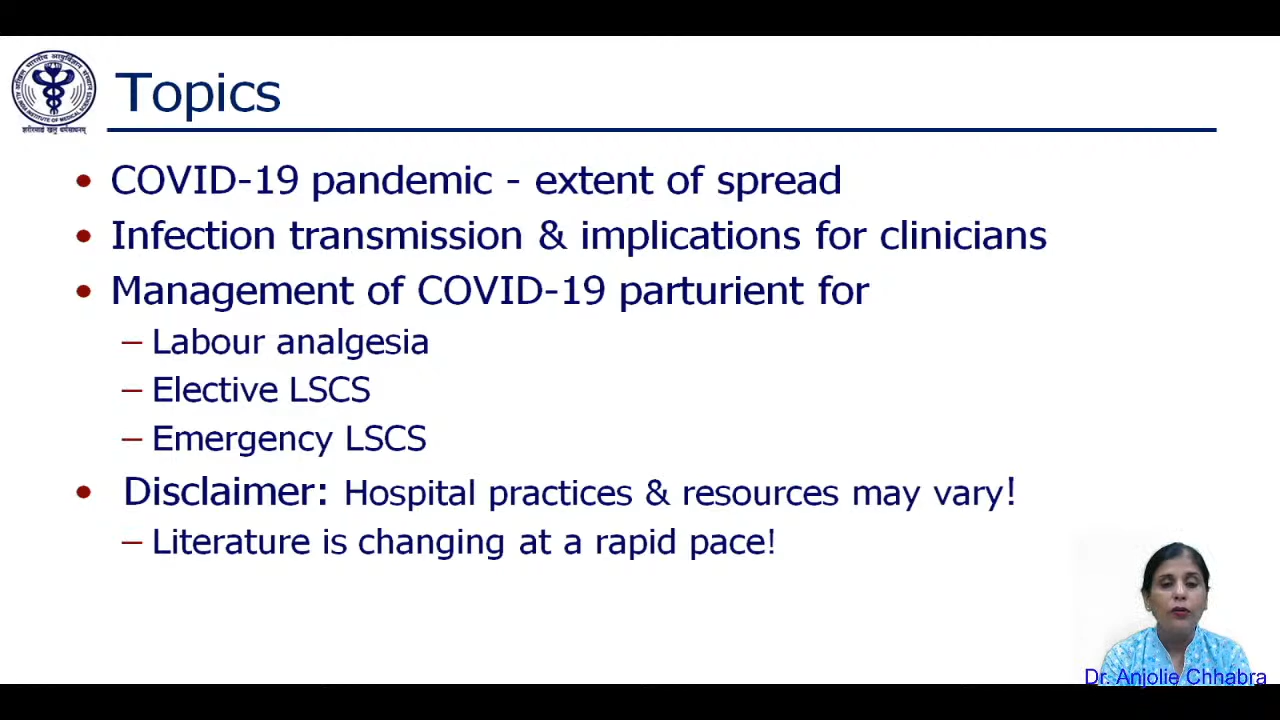 Topics
• COVID-19 pandemic - extent of spread
• Infection transmission & implications for clinicians
• Management of COVID-19 parturient for
– Labour analgesia
– Elective LSCS
– Emergency LSCS
• Disclaimer: Hospital practices & resources may vary!
– Literature is changing at a rapid pace!
Dr. Anjolie Chhabra